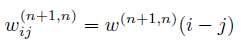 w_{ij}^{(n+1,n)} = w^{(n+1,n)}(i − j)